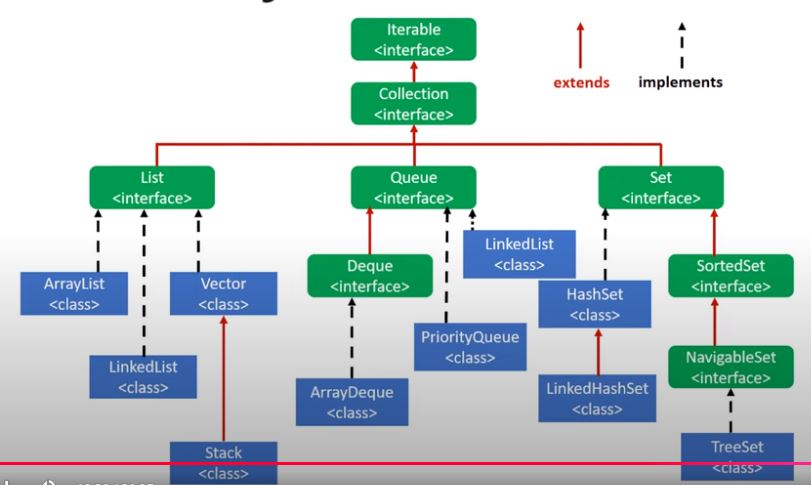 Iterable
<interface>
extends
implements
Collection
<interface>
List
<interface>
Queue
<interface>
Set
<interface>
LinkedList
<class>
Deque
<interface>
SortedSet
<interface>
ArrayList
<class>
Vector
<class>
HashSet
<class>
PriorityQueue
<class>
NavigableSet
<interface>
LinkedList
<class>
ArrayDeque
<class>
LinkedHashSet
<class>
Stack
<class>
TreeSet
<class>